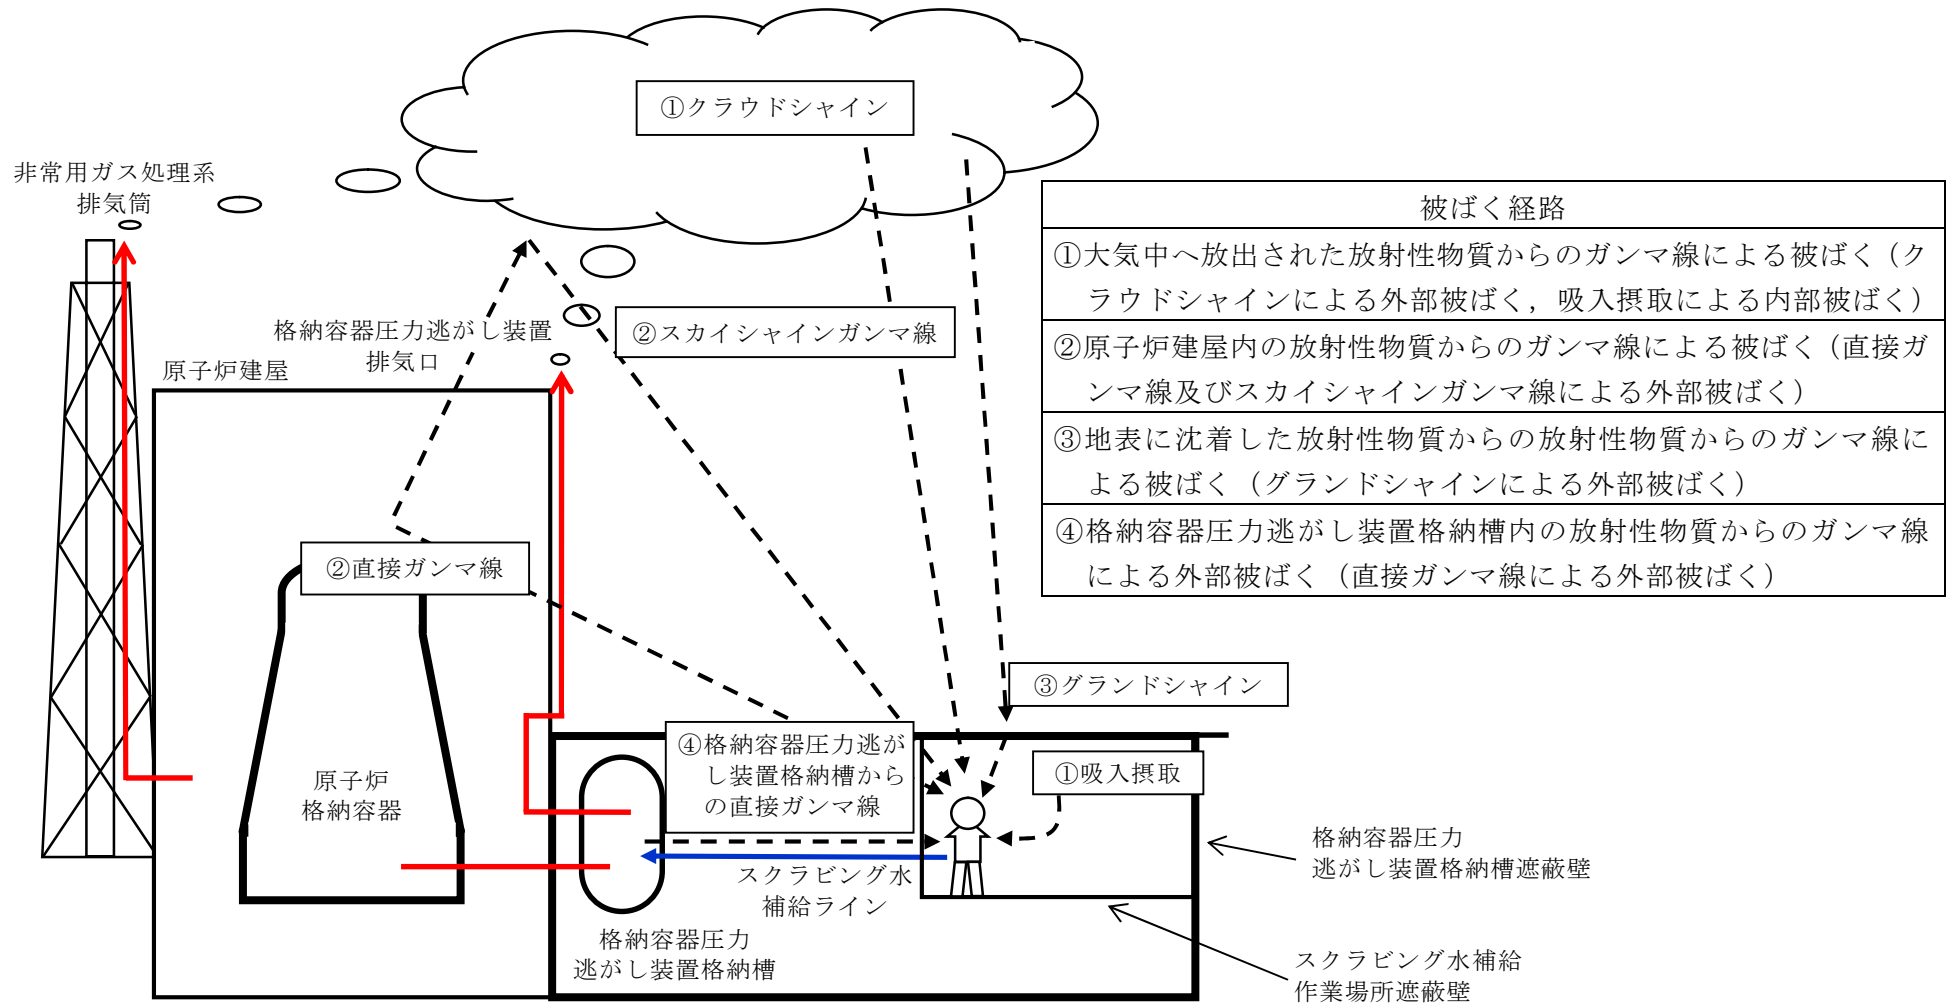 ①クラウドシャイン
非常用ガス処理系
排気筒
格納容器圧力逃がし装置
排気口
②スカイシャインガンマ線
原子炉建屋
②直接ガンマ線
③グランドシャイン
④格納容器圧力逃が
し装置格納槽から
の直接ガンマ線
①吸入摂取
原子炉
格納容器
スクラビング水
補給ライン
格納容器圧力
逃がし装置格納槽
格納容器圧力
逃がし装置格納槽遮蔽壁
スクラビング水補給
作業場所遮蔽壁
被ばく経路
①大気中へ放出された放射性物質からのガンマ線による被ばく（ク
ラウドシャインによる外部被ばく，吸入摂取による内部被ばく）
②原子炉建屋内の放射性物質からのガンマ線による被ばく（直接ガ
ンマ線及びスカイシャインガンマ線による外部被ばく）
③地表に沈着した放射性物質からの放射性物質からのガンマ線に
よる被ばく（グランドシャインによる外部被ばく）
④格納容器圧力逃がし装置格納槽内の放射性物質からのガンマ線
による外部被ばく（直接ガンマ線による外部被ばく）